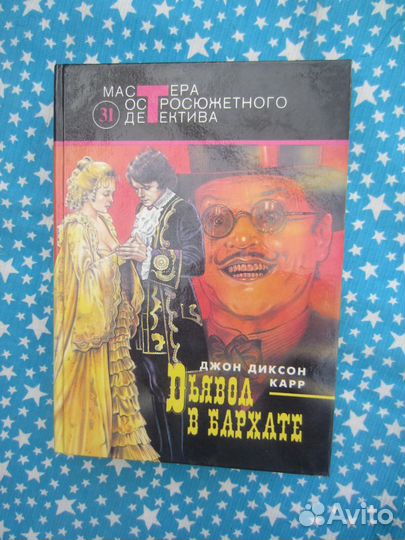 МАСТЕРА
31 ОСТРОСЮЖЕТНОГО
ДЕТЕКТИВА
ДЖОН ДИКСОН
КАРР
ДЬЯВОЛ
В БАРХАТЕ
Avito